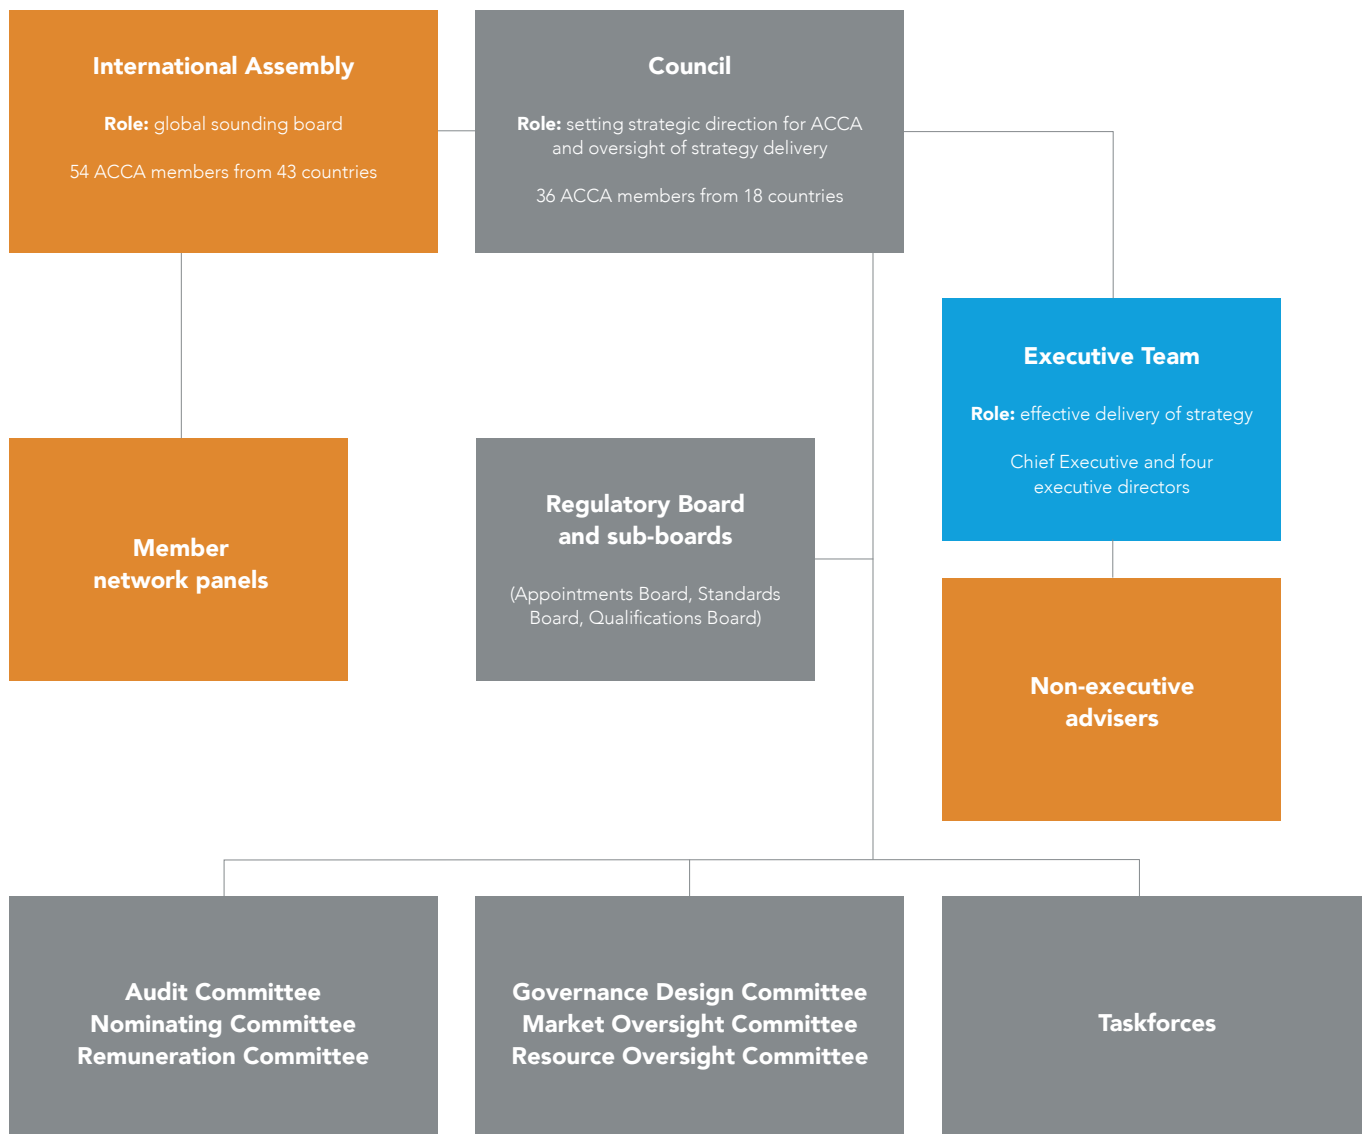 International Assembly
Role: global sounding board
54 ACCA members from 43 countries
Council
Role: setting strategic direction for ACCA
and oversight of strategy delivery
36 ACCA members from 18 countries
Executive Team
Role: effective delivery of strategy
Chief Executive and four
executive directors
Member
network panels
Regulatory Board
and sub-boards
(Appointments Board, Standards
Board, Qualifications Board)
Non-executive
advisers
Audit Committee
Nominating Committee
Remuneration Committee
Governance Design Committee
Market Oversight Committee
Resource Oversight Committee
Taskforces